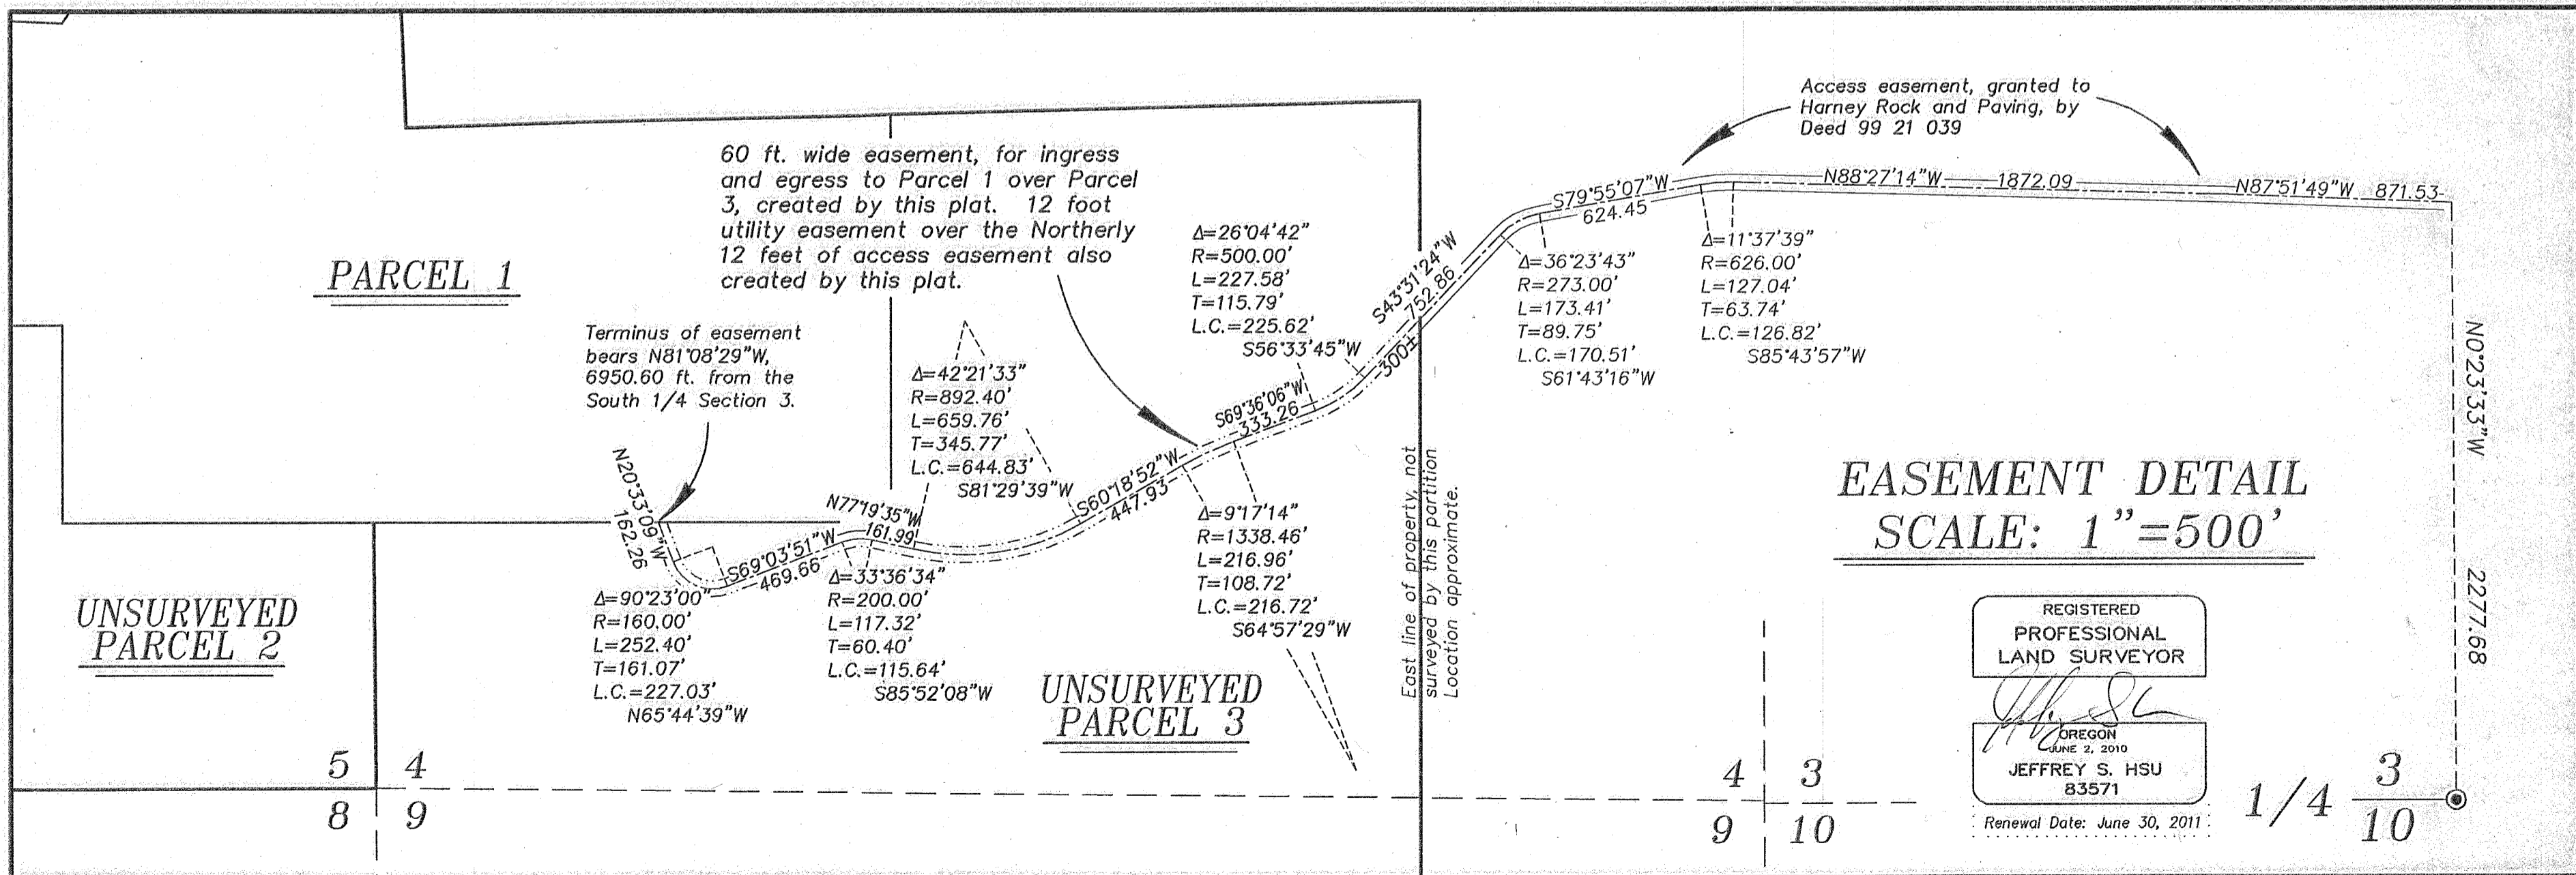 Access easement, granted to
Harney Rock and Paving, by
Deed 99 21 039
60 ft. wide easement, for ingress
and egress to Parcel 1 over Parcel
3, created by this plat. 12 foot
utility easement over the Northerly
12 feet of access easement also
created by this plat.
PARCEL 1
Terminus of easement
bears N81°08'29"W,
6950.60 ft. from the
South 1/4 Section 3.
N20°33'09"W
162.26
Δ=90°23'00"
R=160.00'
L=252.40'
T=161.07'
L.C.=227.03'
N65°44'39"W
S69°03'51"W
469.66
Δ=33°36'34"
R=200.00'
L=117.32'
T=60.40'
L.C.=115.64'
S85°52'08"W
N77°19'35"W
161.99
Δ=42°21'33"
R=892.40'
L=659.76'
T=345.77'
L.C.=644.83'
S81°29'39"W
S60°18'52"W
447.93
Δ=9°17'14"
R=1338.46'
L=216.96'
T=108.72'
L.C.=216.72'
S64°57'29"W
S69°36'06"W
333.26
Δ=26°04'42"
R=500.00'
L=227.58'
T=115.79'
L.C.=225.62'
S56°33'45"W
S43°31'24"W
752.86
300±
Δ=36°23'43"
R=273.00'
L=173.41'
T=89.75'
L.C.=170.51'
S61°43'16"W
S79°55'07"W
624.45
Δ=11°37'39"
R=626.00'
L=127.04'
T=63.74'
L.C.=126.82'
S85°43'57"W
N88°27'14"W 1872.09
N87°51'49"W 871.53
N0°23'33"W 2277.68
East line of property, not
surveyed by this partition
Location approximate.
UNSURVEYED
PARCEL 2
UNSURVEYED
PARCEL 3
EASEMENT DETAIL
SCALE: 1"=500'
REGISTERED
PROFESSIONAL
LAND SURVEYOR
OREGON
JUNE 2, 2010
JEFFREY S. HSU
83571
Renewal Date: June 30, 2011
5 4
8 9
4 3
9 10
1/4 3
10